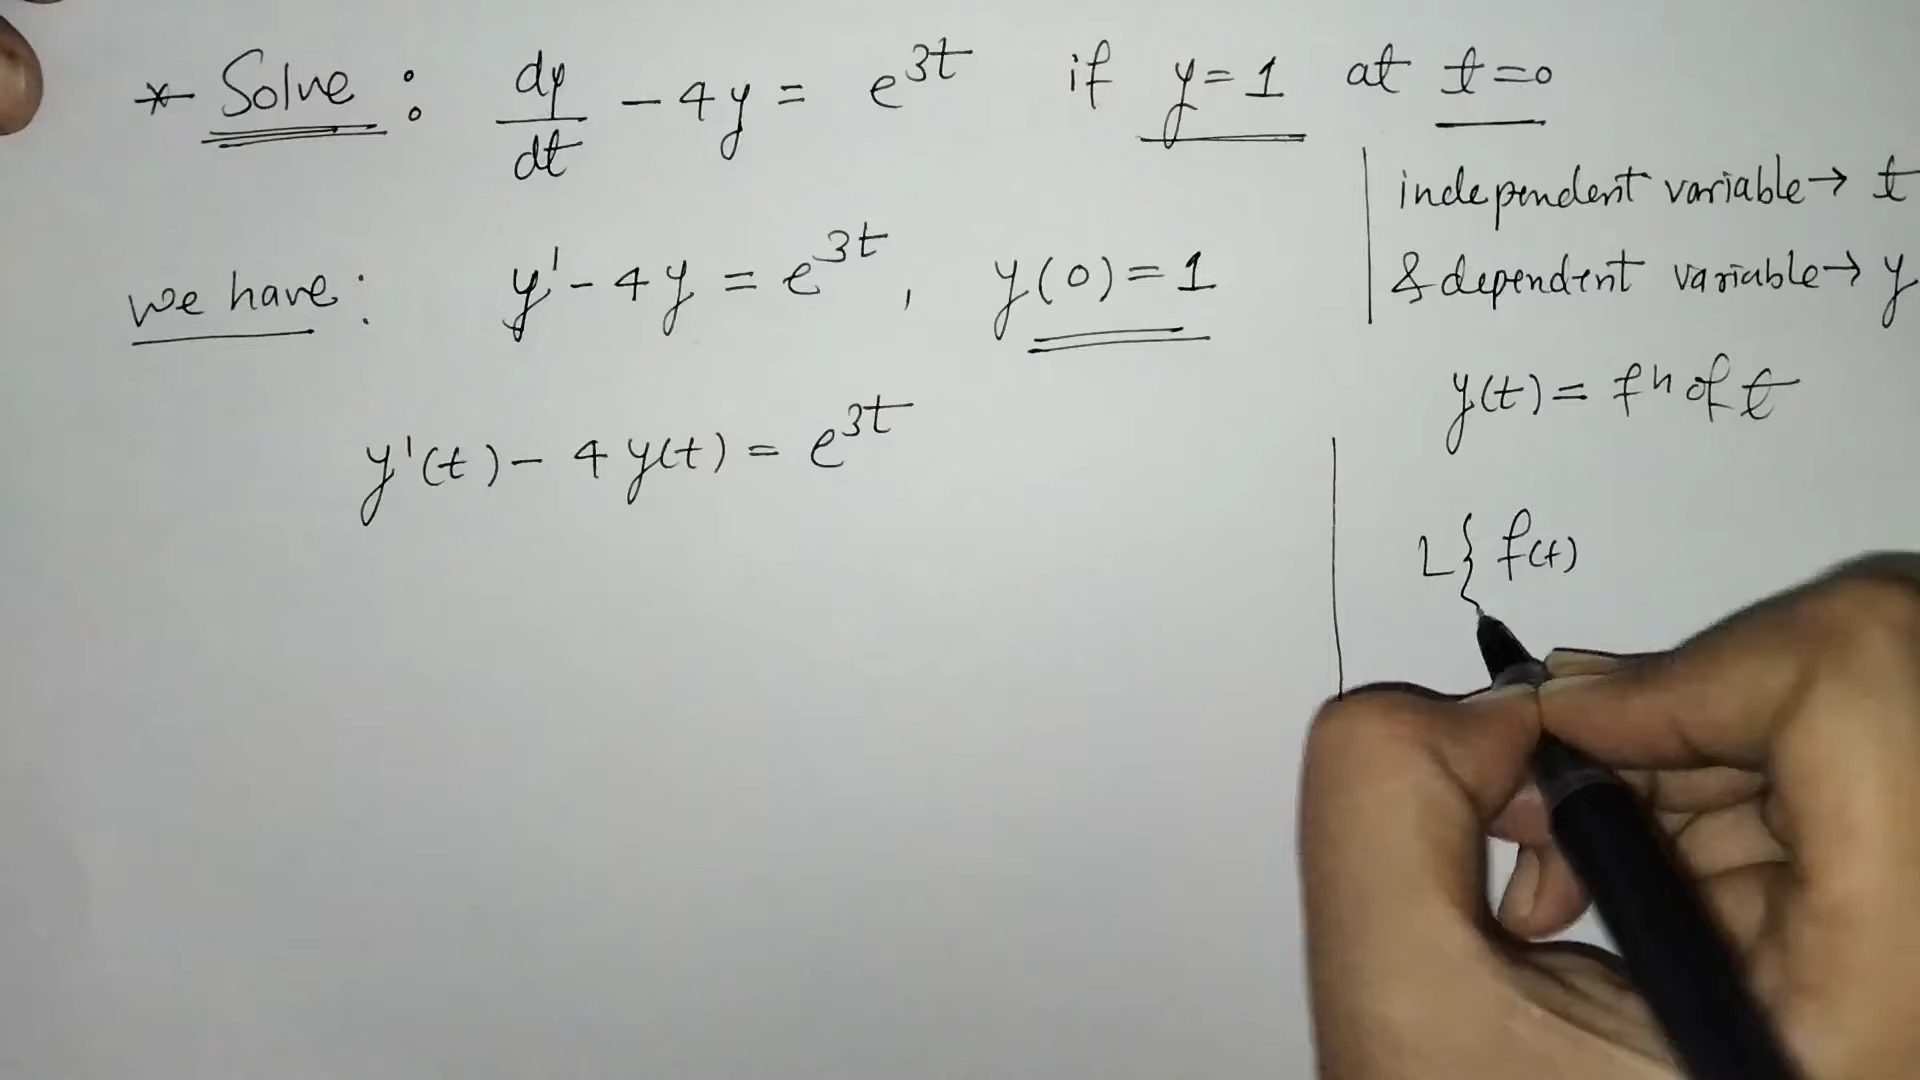 * Solve : dy/dt - 4y = e^3t if y = 1 at t = 0
independent variable → t
& dependent variable → y
we have : y' - 4y = e^3t , y(0) = 1
y(t) = fn of t
y'(t) - 4y(t) = e^3t
L{ f(t)